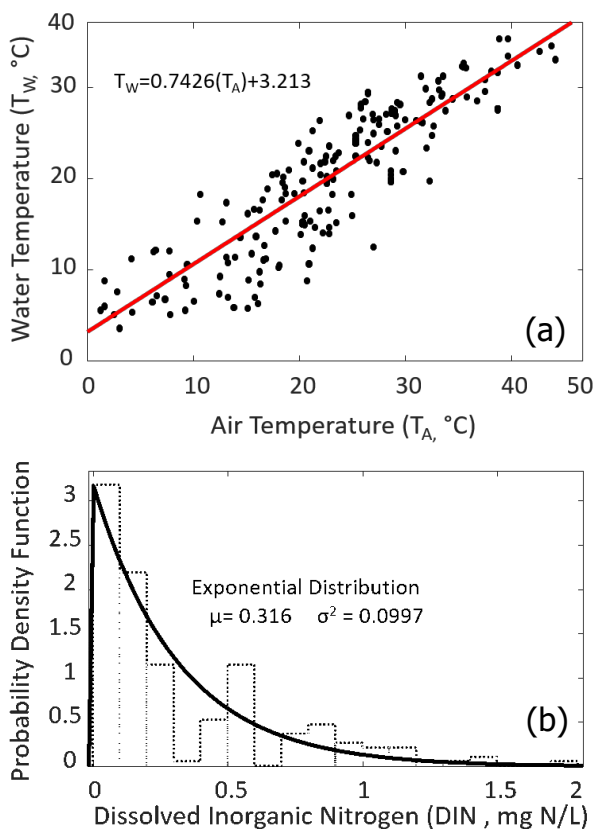 40
30
20
10
0
Water Temperature (T_W, °C)
T_W=0.7426(T_A)+3.213
(a)
0 10 20 30 40 50
Air Temperature (T_A, °C)
3
2.5
2
1.5
1
0.5
0
Probability Density Function
Exponential Distribution
μ= 0.316 σ² = 0.0997
(b)
0 0.5 1 1.5 2
Dissolved Inorganic Nitrogen (DIN , mg N/L)